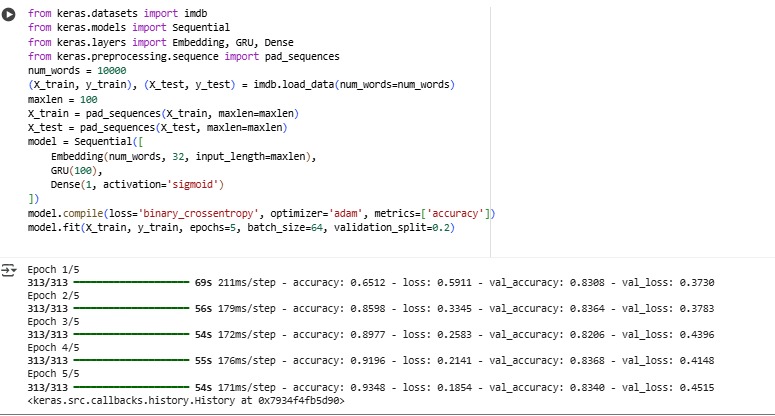 from keras.datasets import imdb
from keras.models import Sequential
from keras.layers import Embedding, GRU, Dense
from keras.preprocessing.sequence import pad_sequences
num_words = 10000
(X_train, y_train), (X_test, y_test) = imdb.load_data(num_words=num_words)
maxlen = 100
X_train = pad_sequences(X_train, maxlen=maxlen)
X_test = pad_sequences(X_test, maxlen=maxlen)
model = Sequential([
    Embedding(num_words, 32, input_length=maxlen),
    GRU(100),
    Dense(1, activation='sigmoid')
])
model.compile(loss='binary_crossentropy', optimizer='adam', metrics=['accuracy'])
model.fit(X_train, y_train, epochs=5, batch_size=64, validation_split=0.2)
Epoch 1/5
313/313 69s 211ms/step - accuracy: 0.6512 - loss: 0.5911 - val_accuracy: 0.8308 - val_loss: 0.3730
Epoch 2/5
313/313 56s 179ms/step - accuracy: 0.8598 - loss: 0.3345 - val_accuracy: 0.8364 - val_loss: 0.3783
Epoch 3/5
313/313 54s 172ms/step - accuracy: 0.8977 - loss: 0.2583 - val_accuracy: 0.8206 - val_loss: 0.4396
Epoch 4/5
313/313 55s 176ms/step - accuracy: 0.9196 - loss: 0.2141 - val_accuracy: 0.8368 - val_loss: 0.4148
Epoch 5/5
313/313 54s 171ms/step - accuracy: 0.9348 - loss: 0.1854 - val_accuracy: 0.8340 - val_loss: 0.4515
<keras.src.callbacks.history.History at 0x7934f4fb5d90>